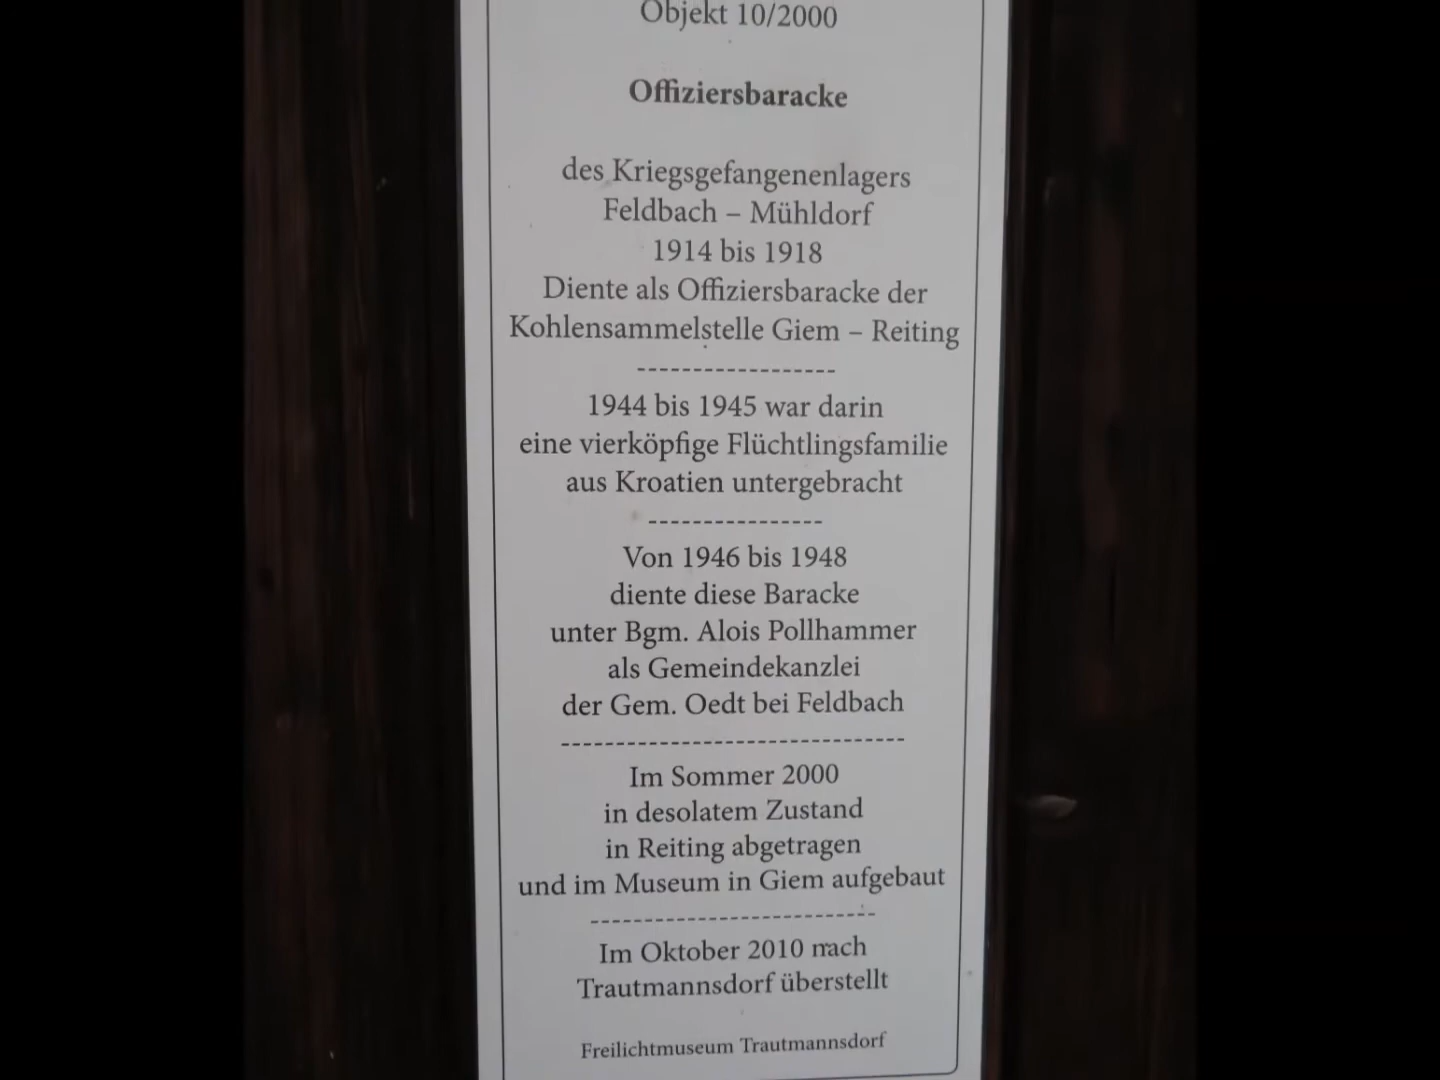 Objekt 10/2000
Offiziersbaracke
des Kriegsgefangenenlagers
Feldbach – Mühldorf
1914 bis 1918
Diente als Offiziersbaracke der
Kohlensammelstelle Giem – Reiting
------------------
1944 bis 1945 war darin
eine vierköpfige Flüchtlingsfamilie
aus Kroatien untergebracht
----------------
Von 1946 bis 1948
diente diese Baracke
unter Bgm. Alois Pollhammer
als Gemeindekanzlei
der Gem. Oedt bei Feldbach
-------------------------------
Im Sommer 2000
in desolatem Zustand
in Reiting abgetragen
und im Museum in Giem aufgebaut
--------------------------
Im Oktober 2010 nach
Trautmannsdorf überstellt
Freilichtmuseum Trautmannsdorf